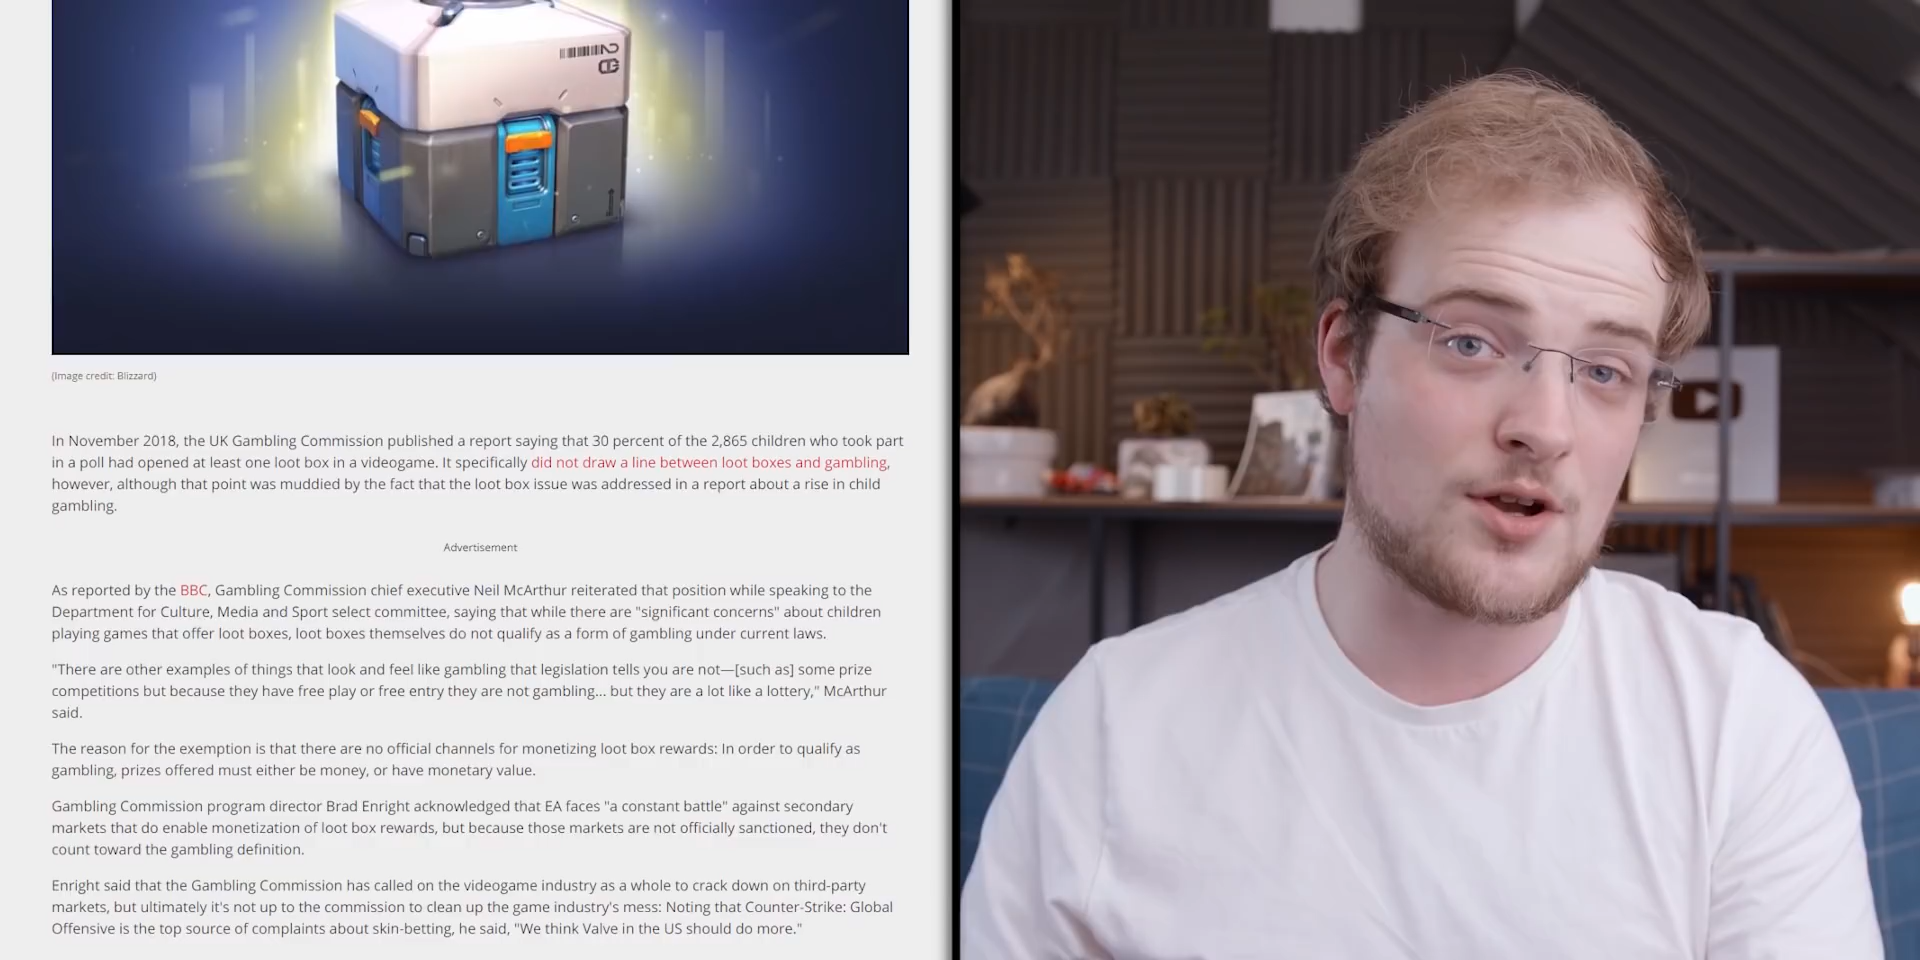 (Image credit: Blizzard)
In November 2018, the UK Gambling Commission published a report saying that 30 percent of the 2,865 children who took part
in a poll had opened at least one loot box in a videogame. It specifically did not draw a line between loot boxes and gambling,
however, although that point was muddied by the fact that the loot box issue was addressed in a report about a rise in child
gambling.
Advertisement
As reported by the BBC, Gambling Commission chief executive Neil McArthur reiterated that position while speaking to the
Department for Culture, Media and Sport select committee, saying that while there are "significant concerns" about children
playing games that offer loot boxes, loot boxes themselves do not qualify as a form of gambling under current laws.
"There are other examples of things that look and feel like gambling that legislation tells you are not—[such as] some prize
competitions but because they have free play or free entry they are not gambling... but they are a lot like a lottery," McArthur
said.
The reason for the exemption is that there are no official channels for monetizing loot box rewards: In order to qualify as
gambling, prizes offered must either be money, or have monetary value.
Gambling Commission program director Brad Enright acknowledged that EA faces "a constant battle" against secondary
markets that do enable monetization of loot box rewards, but because those markets are not officially sanctioned, they don't
count toward the gambling definition.
Enright said that the Gambling Commission has called on the videogame industry as a whole to crack down on third-party
markets, but ultimately it's not up to the commission to clean up the game industry's mess: Noting that Counter-Strike: Global
Offensive is the top source of complaints about skin-betting, he said, "We think Valve in the US should do more."